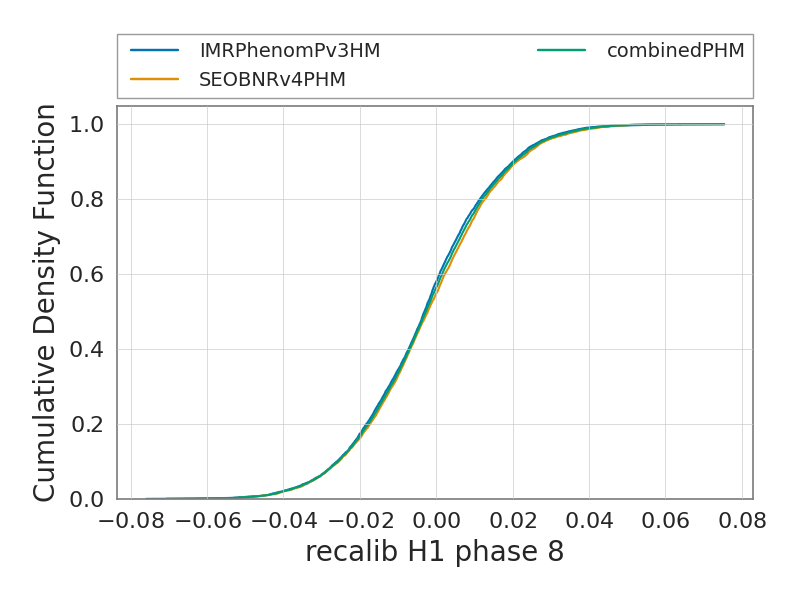 IMRPhenomPv3HM
SEOBNRv4PHM
combinedPHM
Cumulative Density Function
1.0
0.8
0.6
0.4
0.2
0.0
−0.08 −0.06 −0.04 −0.02 0.00 0.02 0.04 0.06 0.08
recalib H1 phase 8